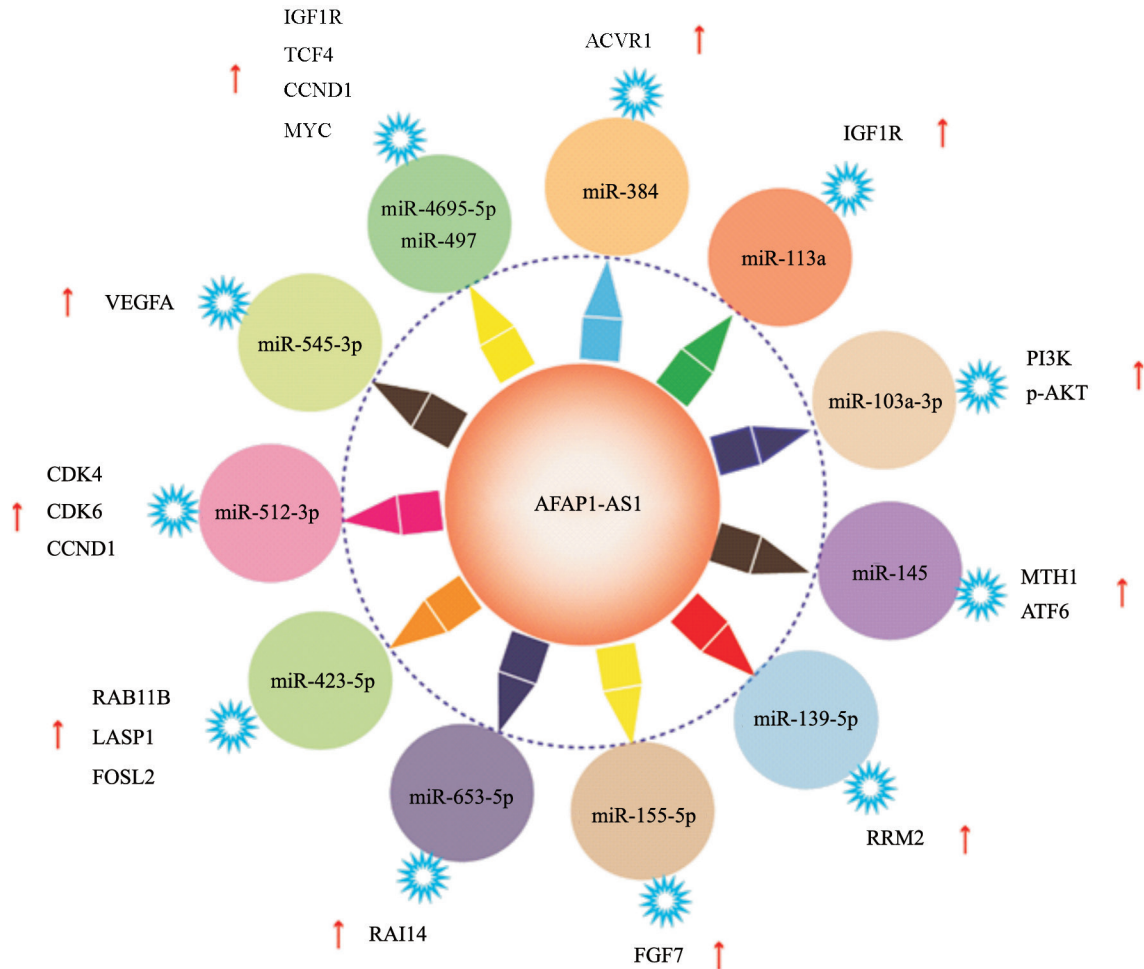 IGF1R
TCF4
CCND1
MYC
ACVR1
IGF1R
miR-384
miR-4695-5p
miR-497
miR-113a
VEGFA
miR-545-3p
PI3K
p-AKT
miR-103a-3p
CDK4
CDK6
CCND1
miR-512-3p
AFAP1-AS1
miR-145
MTH1
ATF6
miR-423-5p
RAB11B
LASP1
FOSL2
miR-139-5p
miR-653-5p
miR-155-5p
RRM2
RAI14
FGF7